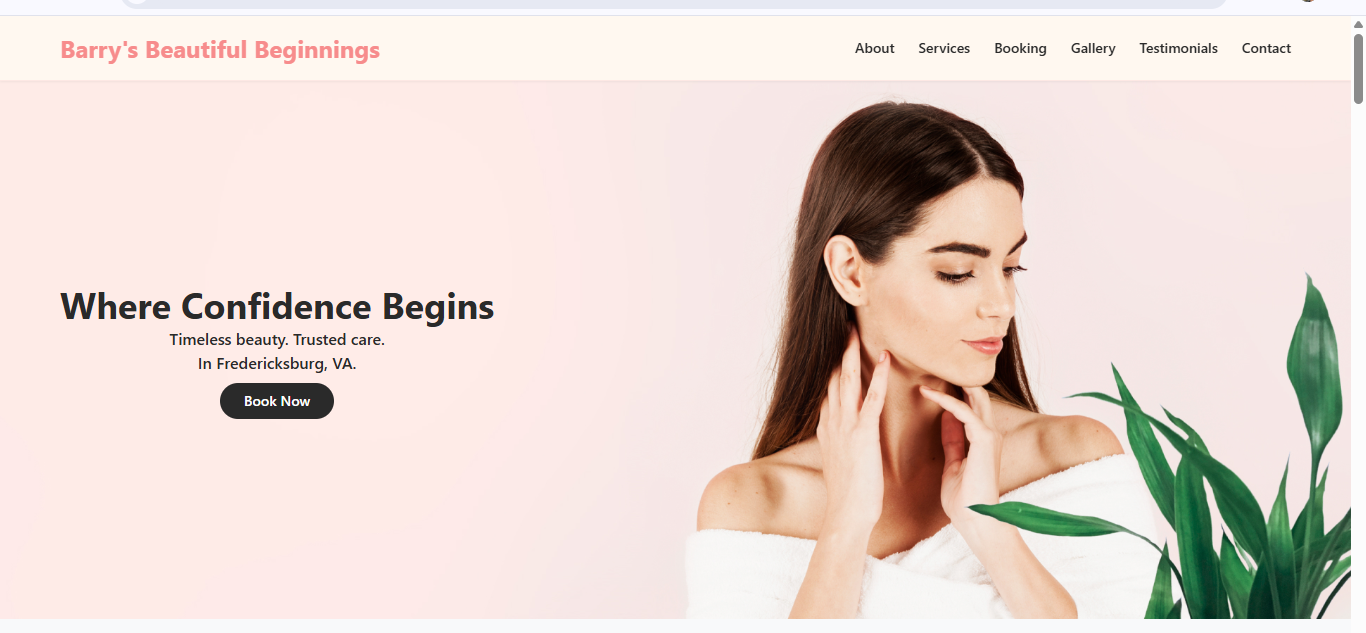 Barry's Beautiful Beginnings
About Services Booking Gallery Testimonials Contact
Where Confidence Begins
Timeless beauty. Trusted care.
In Fredericksburg, VA.
Book Now